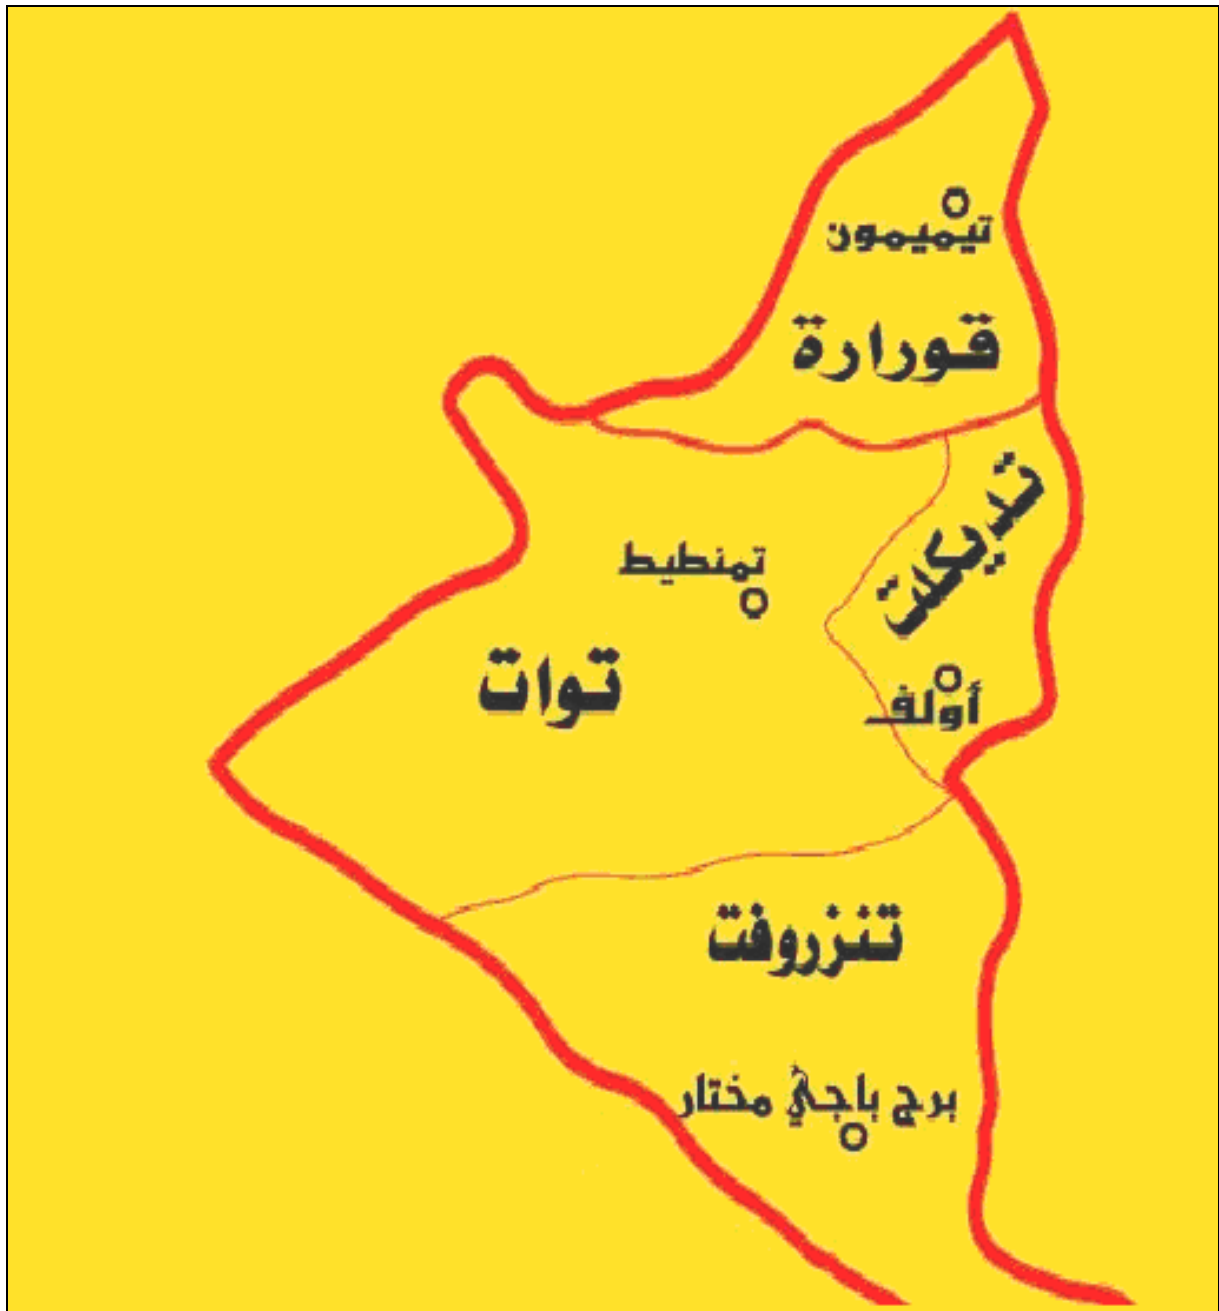 تيميمون
قورارة
تديكلت
تمنطيط
توات
أولف
تنزروفت
برج باجي مختار